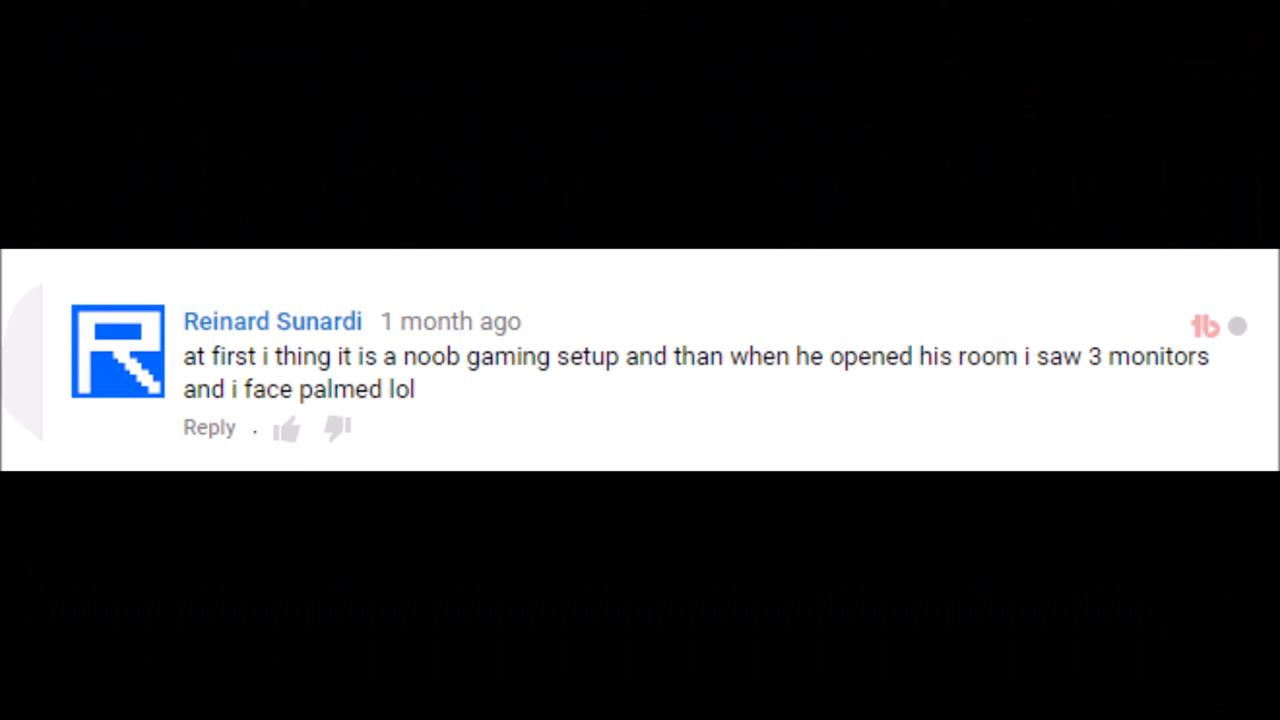 Reinard Sunardi 1 month ago
at first i thing it is a noob gaming setup and than when he opened his room i saw 3 monitors
and i face palmed lol
Reply .
R
tb